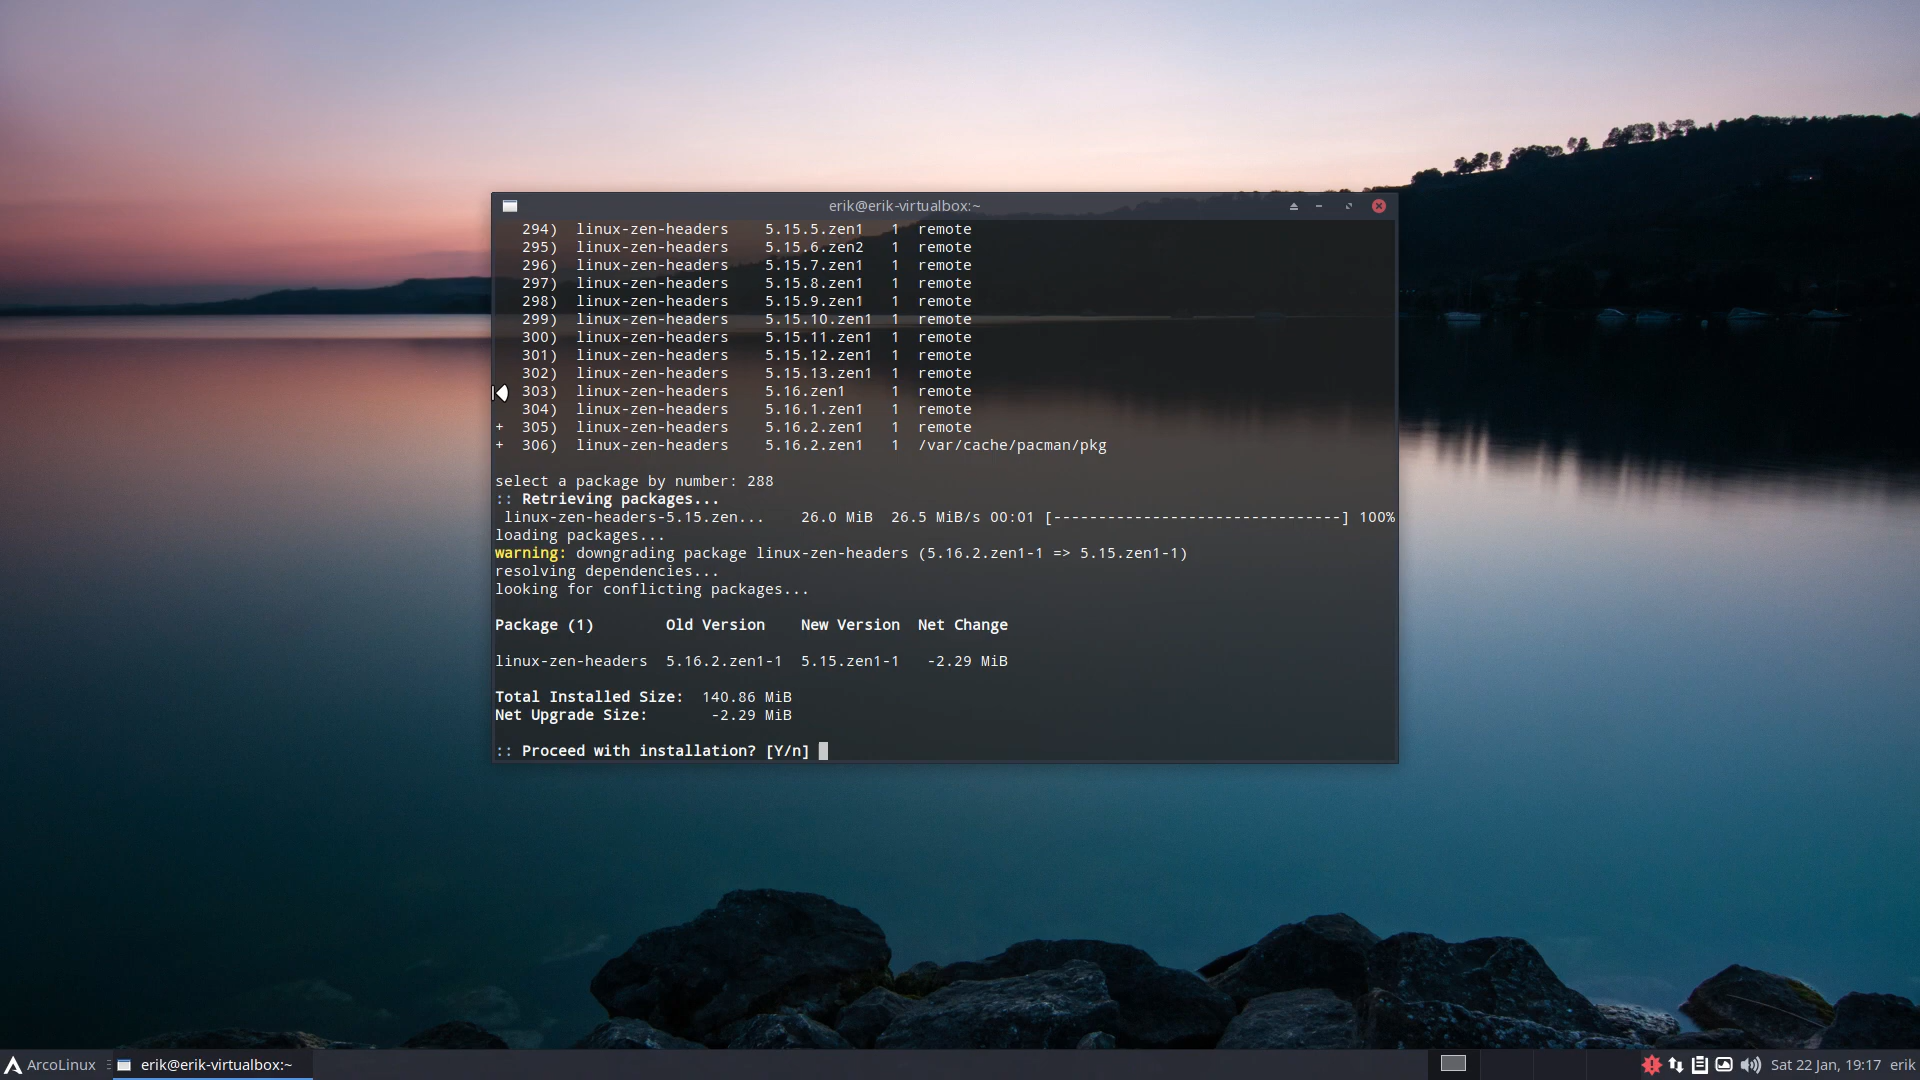 erik@erik-virtualbox:~
294) linux-zen-headers 5.15.5.zen1 1 remote
295) linux-zen-headers 5.15.6.zen2 1 remote
296) linux-zen-headers 5.15.7.zen1 1 remote
297) linux-zen-headers 5.15.8.zen1 1 remote
298) linux-zen-headers 5.15.9.zen1 1 remote
299) linux-zen-headers 5.15.10.zen1 1 remote
300) linux-zen-headers 5.15.11.zen1 1 remote
301) linux-zen-headers 5.15.12.zen1 1 remote
302) linux-zen-headers 5.15.13.zen1 1 remote
303) linux-zen-headers 5.16.zen1 1 remote
304) linux-zen-headers 5.16.1.zen1 1 remote
+ 305) linux-zen-headers 5.16.2.zen1 1 remote
+ 306) linux-zen-headers 5.16.2.zen1 1 /var/cache/pacman/pkg
select a package by number: 288
:: Retrieving packages...
linux-zen-headers-5.15.zen... 26.0 MiB 26.5 MiB/s 00:01 [--------------------------------] 100%
loading packages...
warning: downgrading package linux-zen-headers (5.16.2.zen1-1 => 5.15.zen1-1)
resolving dependencies...
looking for conflicting packages...
Package (1) Old Version New Version Net Change
linux-zen-headers 5.16.2.zen1-1 5.15.zen1-1 -2.29 MiB
Total Installed Size: 140.86 MiB
Net Upgrade Size: -2.29 MiB
:: Proceed with installation? [Y/n]
ArcoLinux erik@erik-virtualbox:~ Sat 22 Jan, 19:17 erik